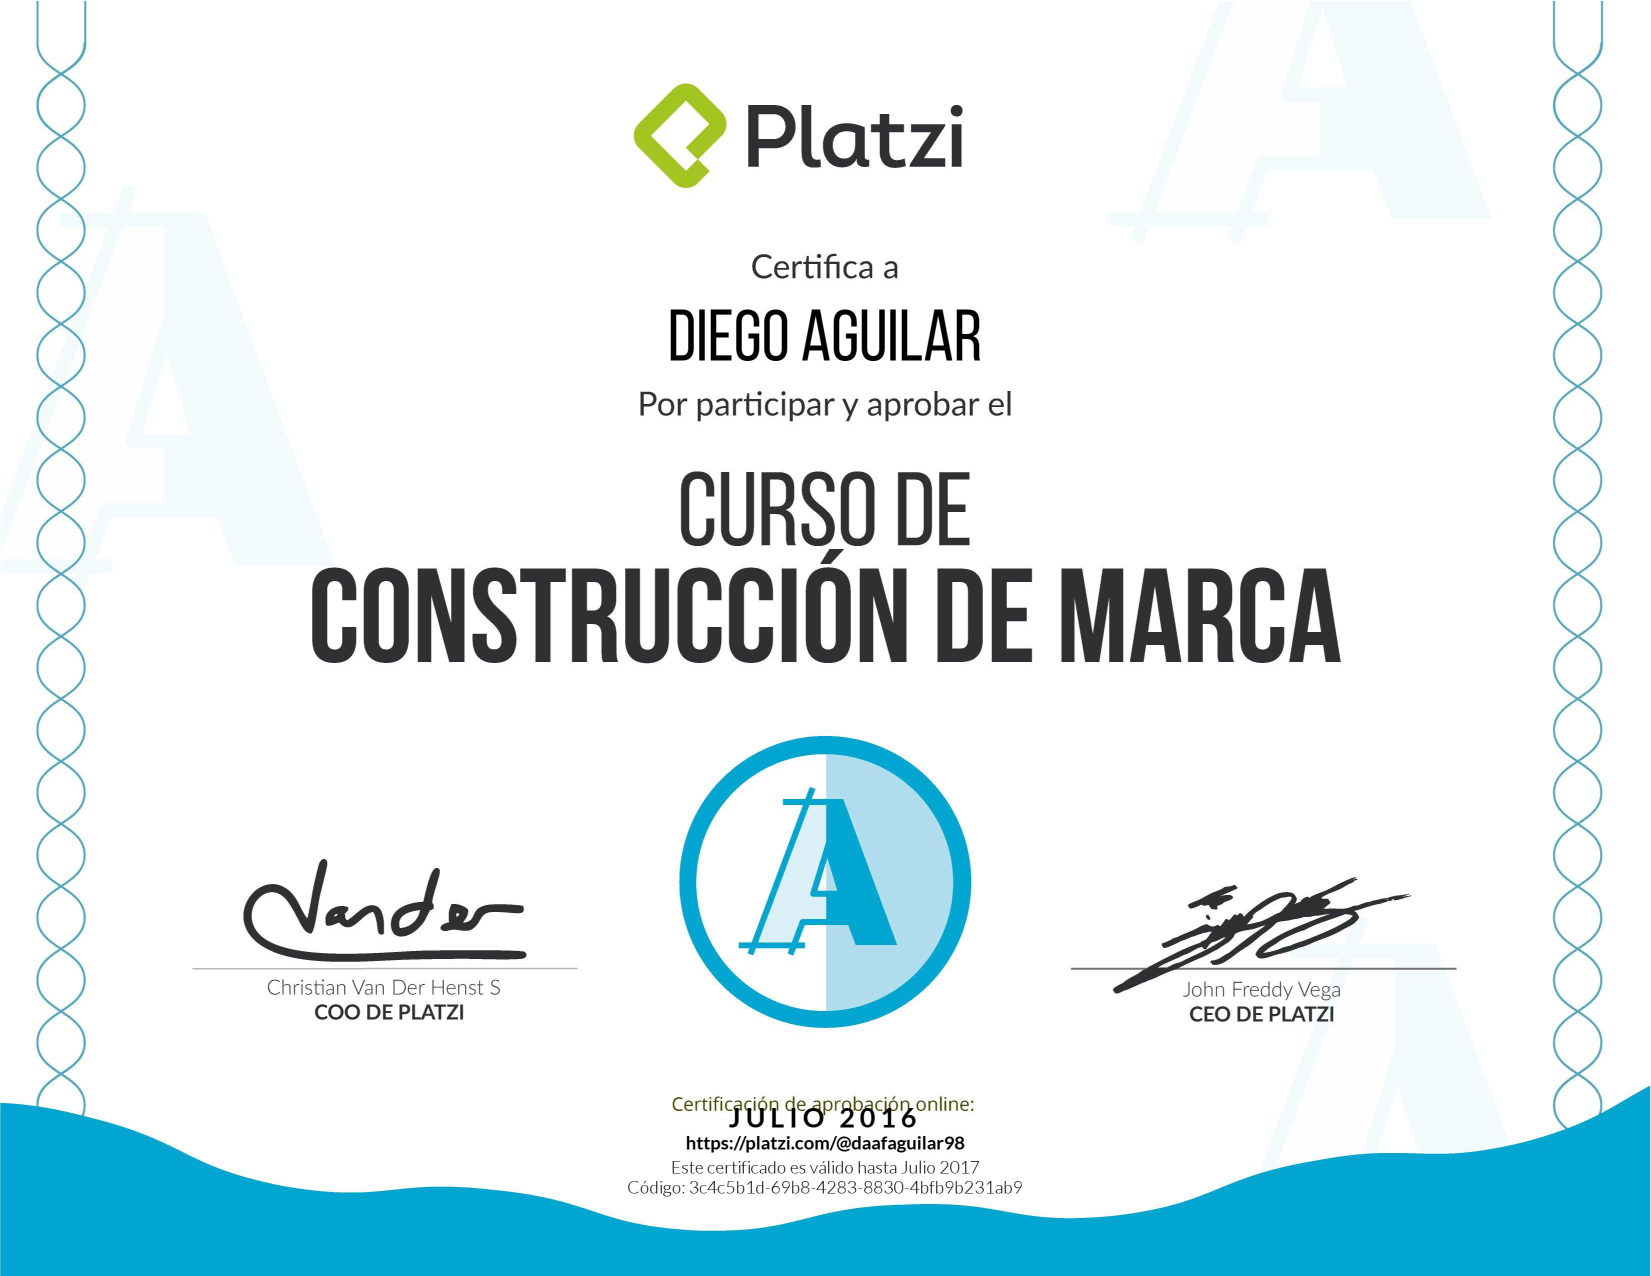 Platzi
Certifica a
DIEGO AGUILAR
Por participar y aprobar el
CURSO DE
CONSTRUCCIÓN DE MARCA
A
Vander
Christian Van Der Henst S
COO DE PLATZI
John Freddy Vega
CEO DE PLATZI
Certificación de aprobación online:
JULIO 2016
https://platzi.com/@daafaguilar98
Este certificado es válido hasta Julio 2017
Código: 3c4c5b1d-69b8-4283-8830-4bfb9b231ab9